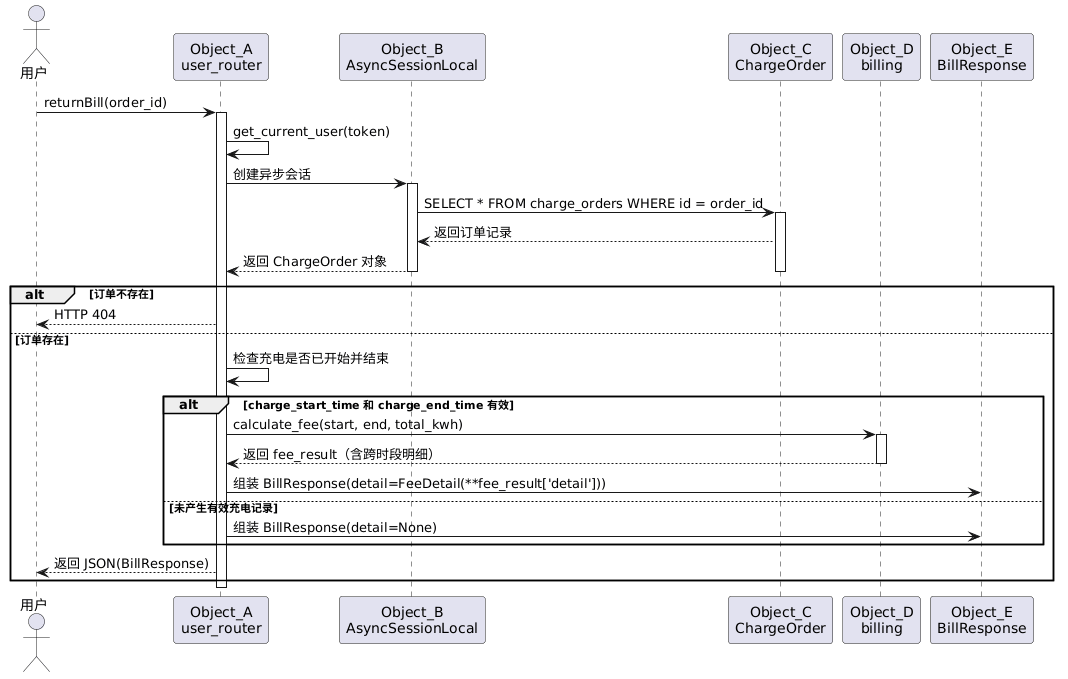 用户
Object_A
user_router
Object_B
AsyncSessionLocal
Object_C
ChargeOrder
Object_D
billing
Object_E
BillResponse
returnBill(order_id)
get_current_user(token)
创建异步会话
SELECT * FROM charge_orders WHERE id = order_id
返回订单记录
返回 ChargeOrder 对象
alt [订单不存在]
HTTP 404
[订单存在]
检查充电是否已开始并结束
alt [charge_start_time 和 charge_end_time 有效]
calculate_fee(start, end, total_kwh)
返回 fee_result（含跨时段明细）
组装 BillResponse(detail=FeeDetail(**fee_result['detail']))
[未产生有效充电记录]
组装 BillResponse(detail=None)
返回 JSON(BillResponse)
用户
Object_A
user_router
Object_B
AsyncSessionLocal
Object_C
ChargeOrder
Object_D
billing
Object_E
BillResponse